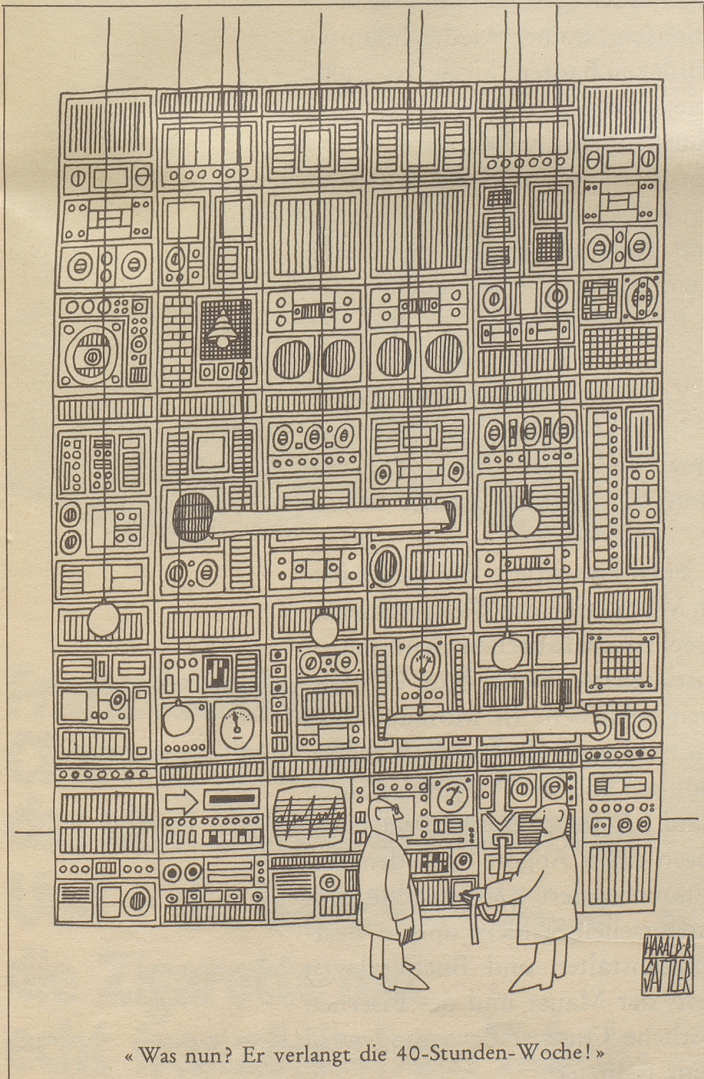 HARALD·R·
SATTLER
« Was nun? Er verlangt die 40-Stunden-Woche! »